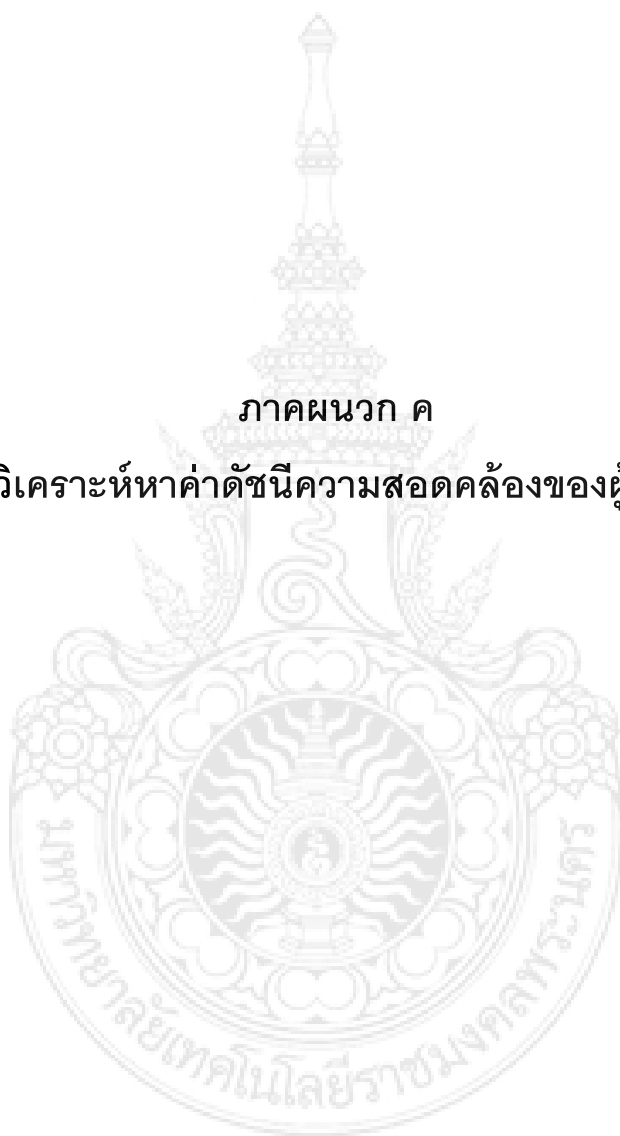 ภาคผนวก ค
วิเคราะห์หาค่าดัชนีความสอดคล้องของผู้
มหาวิทยาลัยเทคโนโลยีราชมงคลพระนคร